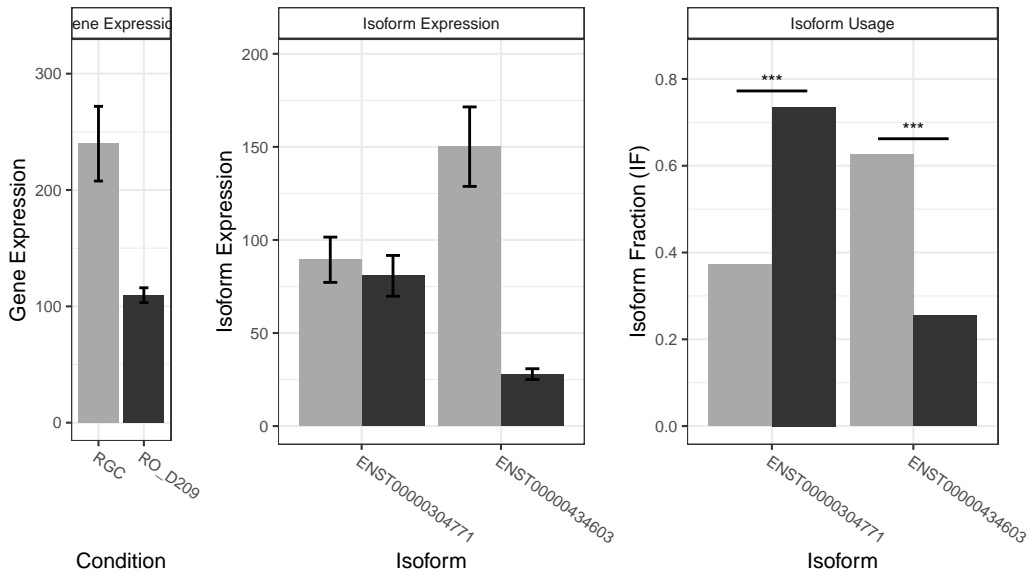 ene Expressio
Gene Expression
300
200
100
0
RGC
RO_D209
Condition
Isoform Expression
Isoform Expression
200
150
100
50
0
ENST00000304771
ENST00000434603
Isoform
Isoform Usage
Isoform Fraction (IF)
0.8
0.6
0.4
0.2
0.0
***
***
ENST00000304771
ENST00000434603
Isoform